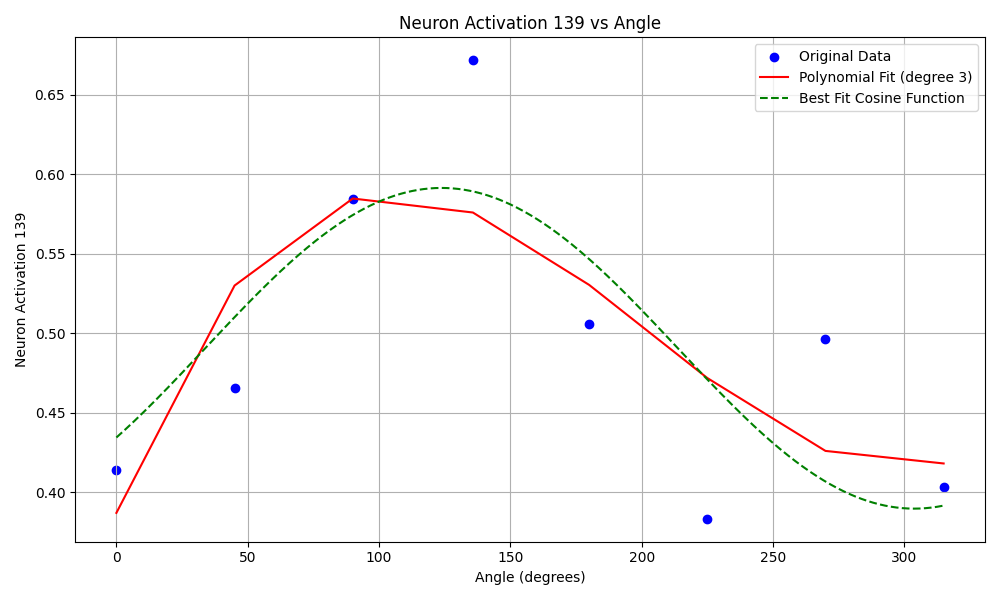 Neuron Activation 139 vs Angle
Original Data
Polynomial Fit (degree 3)
Best Fit Cosine Function
Neuron Activation 139
0.65
0.60
0.55
0.50
0.45
0.40
0 50 100 150 200 250 300
Angle (degrees)